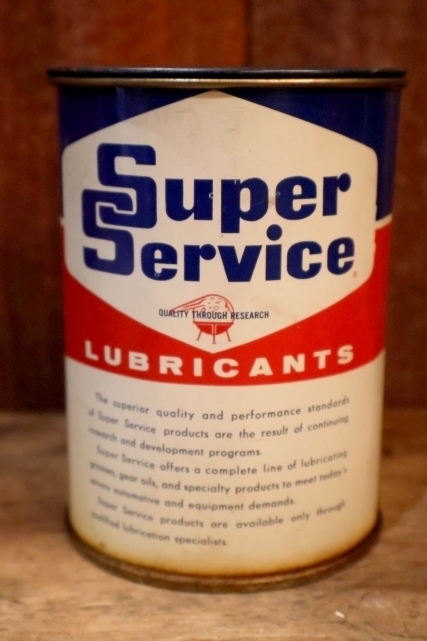 Super
Service
QUALITY THROUGH RESEARCH
LUBRICANTS
The superior quality and performance standards
of Super Service products are the result of continuing
research and development programs.
Super Service offers a complete line of lubricating
greases, gear oils, and specialty products to meet today's
severe automotive and equipment demands.
Super Service products are available only through
qualified lubrication specialists.